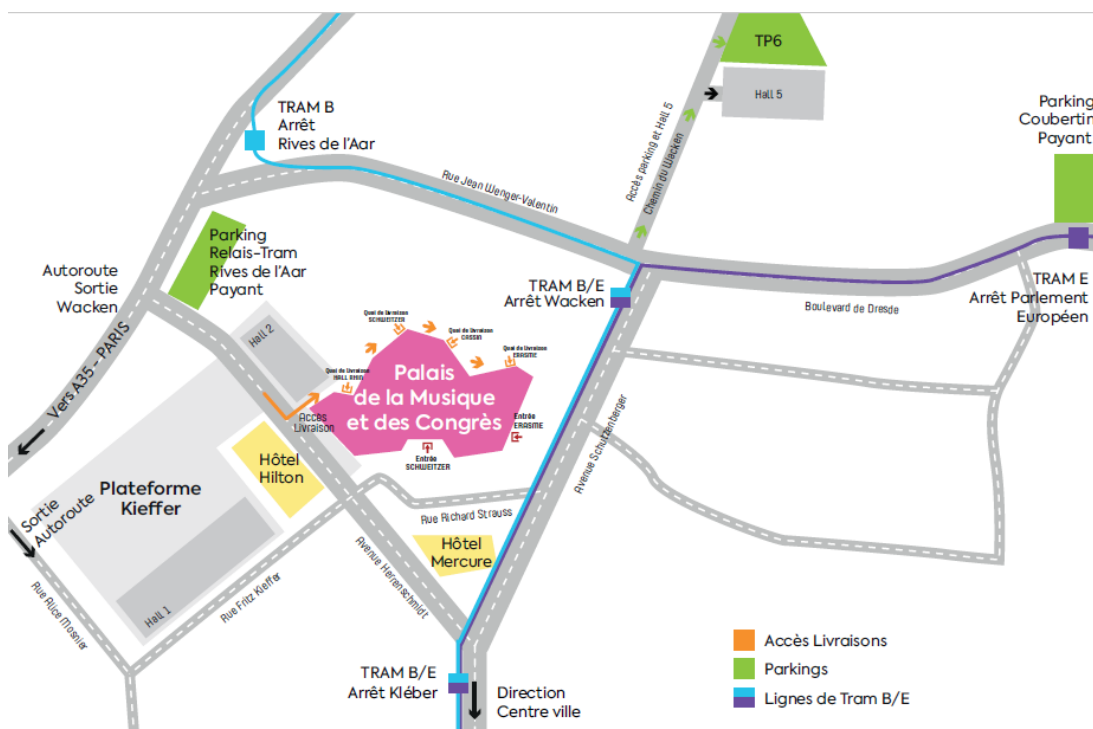 TP6
Hall 5
TRAM B
Arrêt
Rives de l'Aar
Parking
Coubertin
Payant
Accès parking et Hall 5
Chemin du Wacken
Rue Jean Wenger-Valentin
Parking
Relais-Tram
Rives de l'Aar
Payant
Autoroute
Sortie
Wacken
TRAM B/E
Arrêt Wacken
TRAM E
Arrêt Parlement
Européen
Boulevard de Dresde
Vers A35 - PARIS
Hall 2
Quai de Livraison
SCHWEITZER
Quai de Livraison
CASSIN
Quai de Livraison
ERASME
Quai de Livraison
HALL RHIN
Palais
de la Musique
et des Congrès
Accès
Livraison
Entrée
ERASME
Entrée
SCHWEITZER
Avenue Schutzenberger
Hôtel
Hilton
Plateforme
Kieffer
Sortie
Autoroute
Rue Richard Strauss
Hôtel
Mercure
Avenue Herrenschmidt
Rue Fritz Kieffer
Hall 1
Rue Alice Mosnier
TRAM B/E
Arrêt Kléber
Direction
Centre ville
Accès Livraisons
Parkings
Lignes de Tram B/E